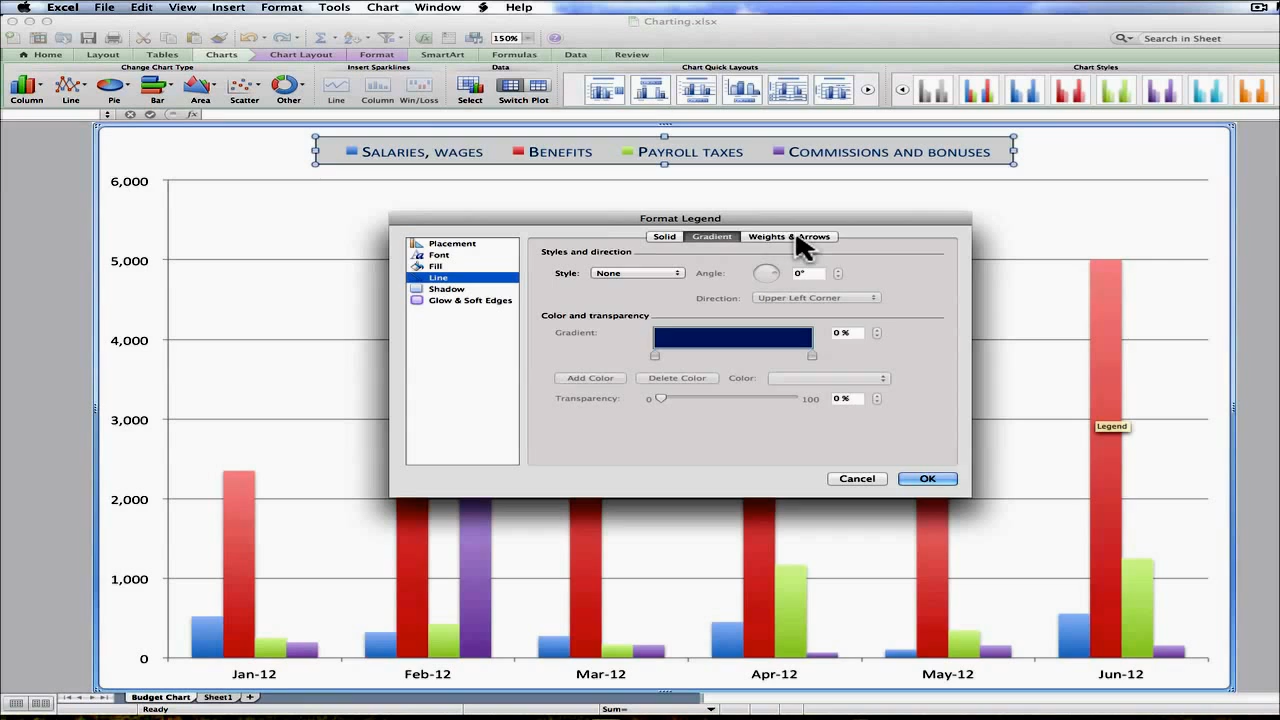 Excel File Edit View Insert Format Tools Chart Window Help
Charting.xlsx
150%
Search in Sheet
Home Layout Tables Charts Chart Layout Format SmartArt Formulas Data Review
Change Chart Type Insert Sparklines Data Chart Quick Layouts Chart Styles
Column Line Pie Bar Area Scatter Other Line Column Win/Loss Select Switch Plot
fx
Salaries, wages Benefits Payroll taxes Commissions and bonuses
6,000
5,000
4,000
3,000
2,000
1,000
0
Format Legend
Placement
Font
Fill
Line
Shadow
Glow & Soft Edges
Solid Gradient Weights & Arrows
Styles and direction
Style: None Angle: 0°
Direction: Upper Left Corner
Color and transparency
Gradient: 0 %
Add Color Delete Color Color:
Transparency: 0 100 0 %
Cancel OK
Legend
Jan-12 Feb-12 Mar-12 Apr-12 May-12 Jun-12
Budget Chart Sheet1
Ready Sum=